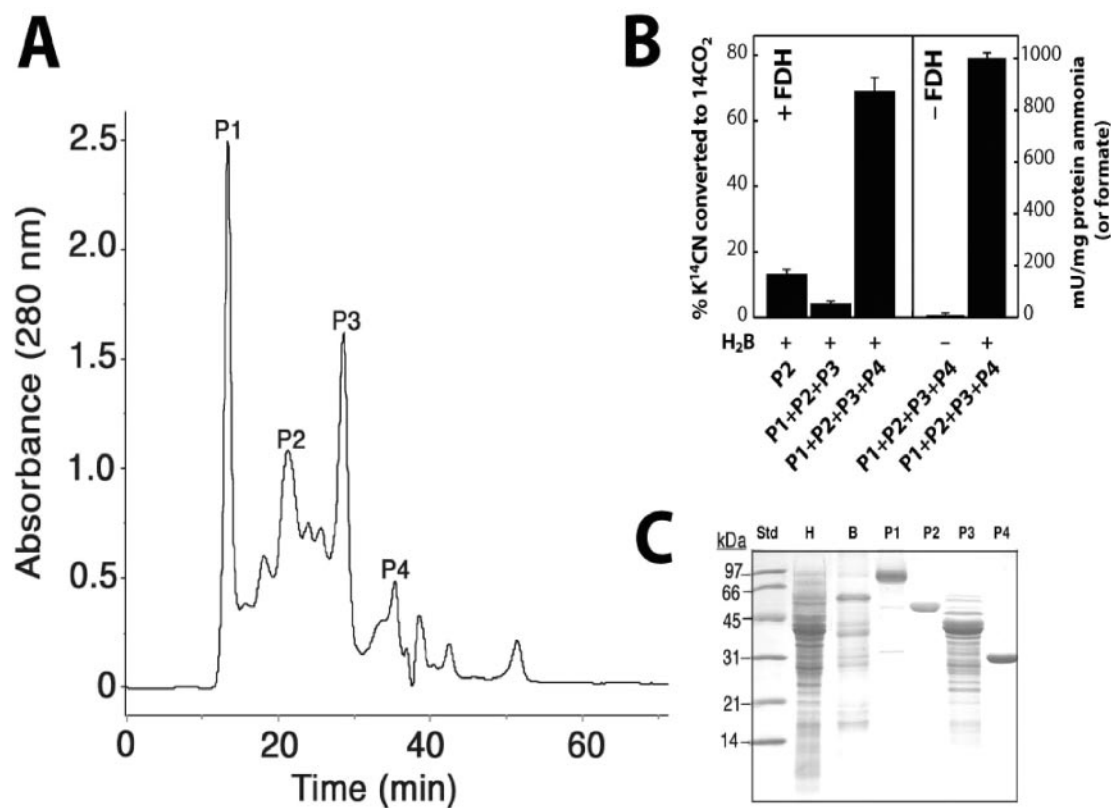 A
Absorbance (280 nm)
2.5
2.0
1.5
1.0
0.5
0
P1
P2
P3
P4
0 20 40 60
Time (min)
B
% K¹⁴CN converted to 14CO₂
80
60
40
20
0
+ FDH
– FDH
1000
800
600
400
200
0
mU/mg protein ammonia
(or formate)
H₂B + + + – +
P2
P1+P2+P3
P1+P2+P3+P4
P1+P2+P3+P4
P1+P2+P3+P4
C
kDa Std H B P1 P2 P3 P4
97
66
45
31
21
14